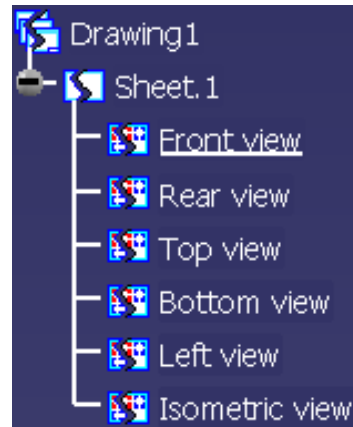 Drawing1
Sheet.1
Front view
Rear view
Top view
Bottom view
Left view
Isometric view